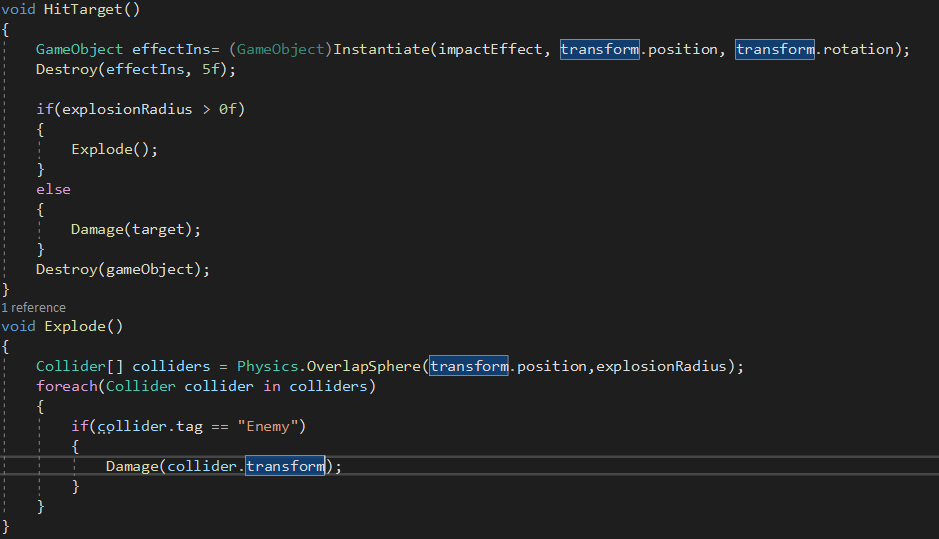 void HitTarget()
{
GameObject effectIns= (GameObject)Instantiate(impactEffect, transform.position, transform.rotation);
Destroy(effectIns, 5f);
if(explosionRadius > 0f)
{
Explode();
}
else
{
Damage(target);
}
Destroy(gameObject);
}
1 reference
void Explode()
{
Collider[] colliders = Physics.OverlapSphere(transform.position,explosionRadius);
foreach(Collider collider in colliders)
{
if(collider.tag == "Enemy")
{
Damage(collider.transform);
}
}
}